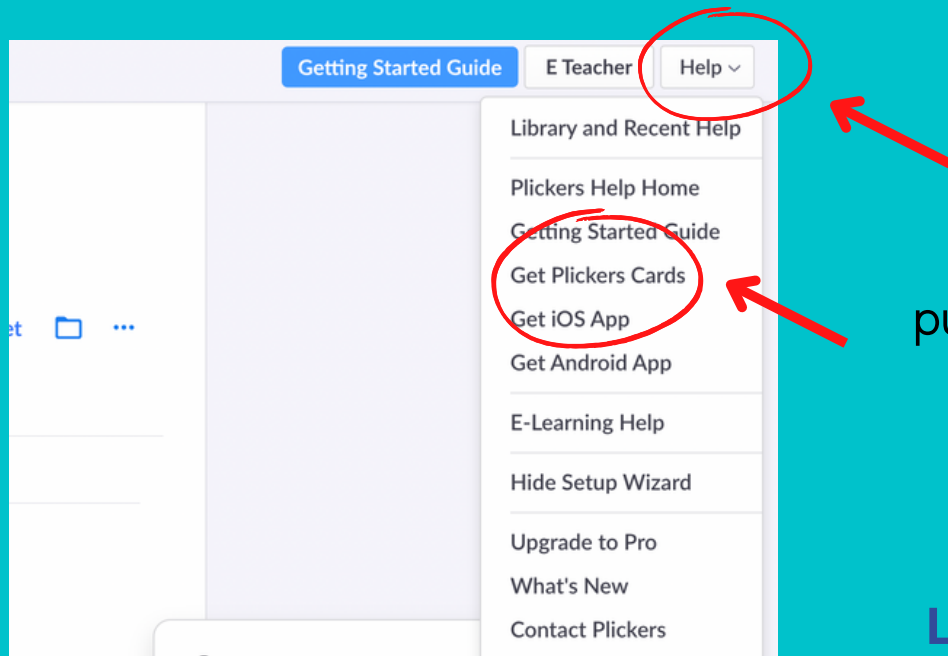 Getting Started Guide E Teacher Help
Library and Recent Help
Plickers Help Home
Getting Started Guide
Get Plickers Cards
Get iOS App
Get Android App
E-Learning Help
Hide Setup Wizard
Upgrade to Pro
What's New
Contact Plickers